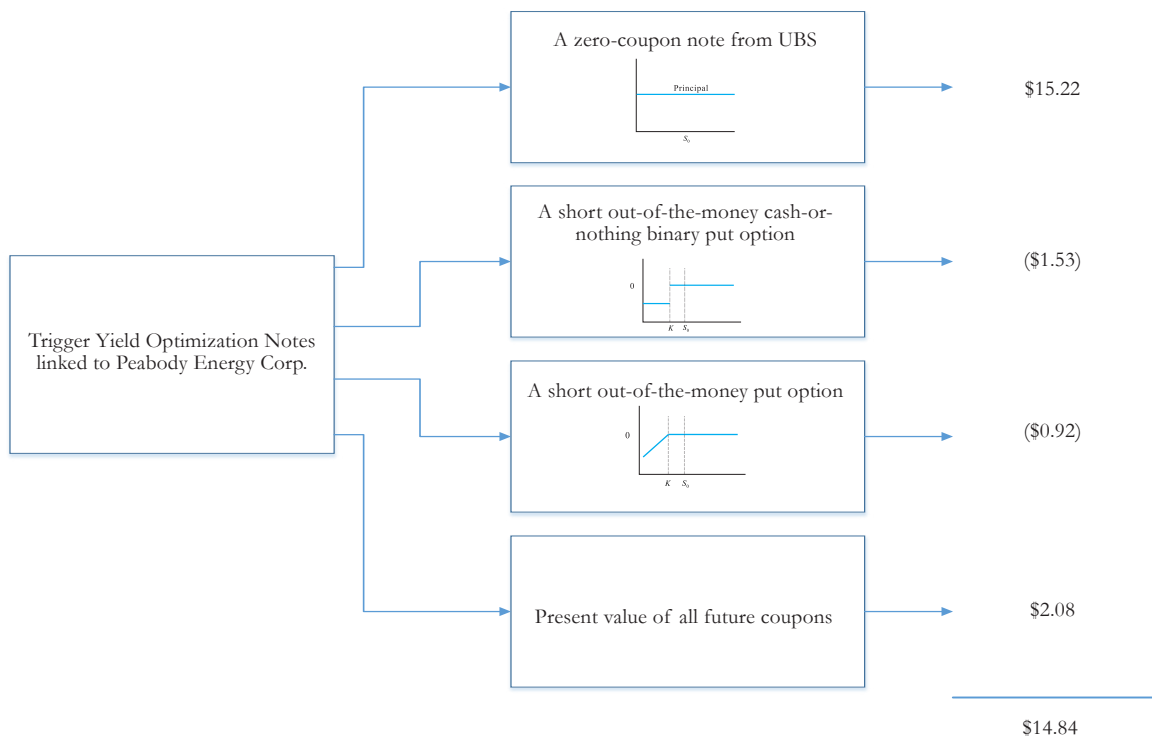 A zero-coupon note from UBS
Principal
S₀
$15.22
A short out-of-the-money cash-or-
nothing binary put option
0
K S₀
($1.53)
Trigger Yield Optimization Notes
linked to Peabody Energy Corp.
A short out-of-the-money put option
0
K S₀
($0.92)
Present value of all future coupons
$2.08
$14.84